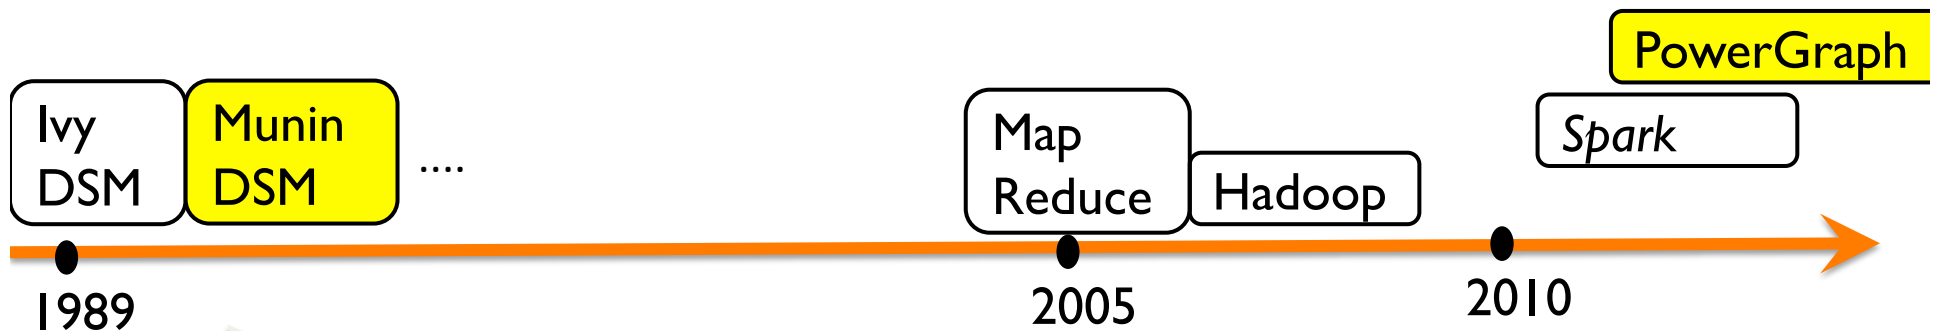 PowerGraph
Ivy
DSM
Munin
DSM
....
Map
Reduce
Hadoop
Spark
1989
2005
2010